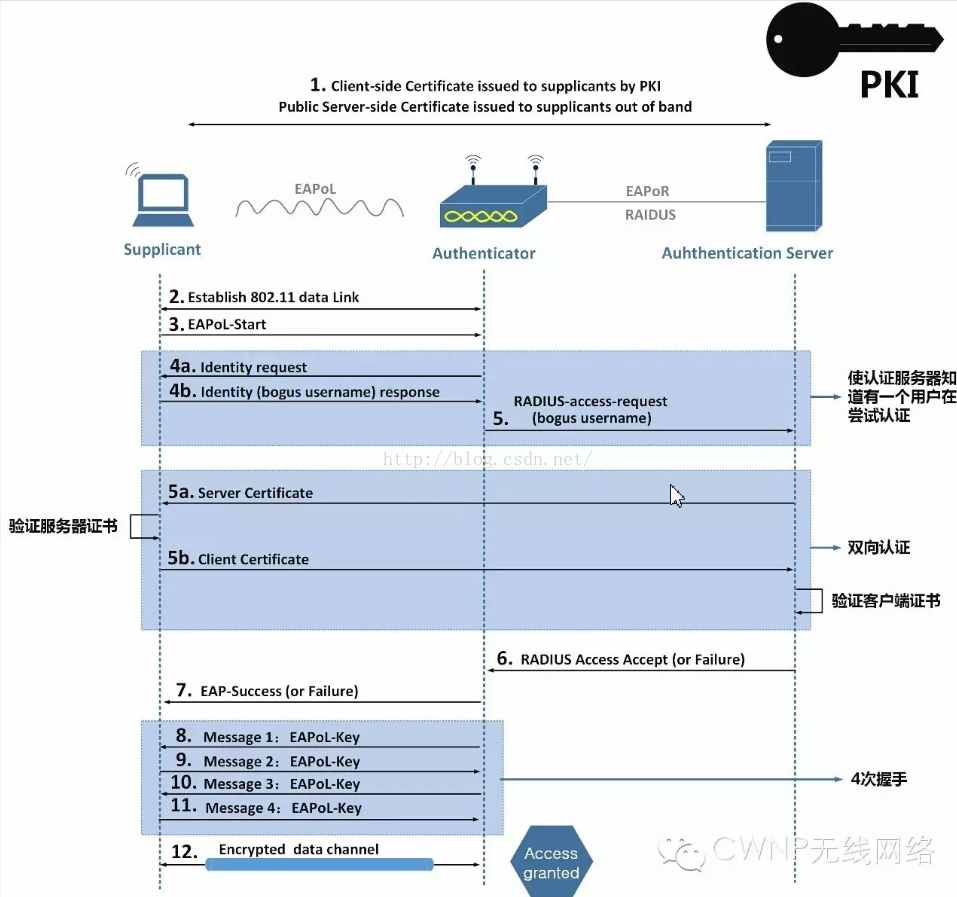 PKI
1. Client-side Certificate issued to supplicants by PKI
Public Server-side Certificate issued to supplicants out of band
EAPoL
EAPoR
RAIDUS
Supplicant
Authenticator
Auhthentication Server
2. Establish 802.11 data Link
3. EAPoL-Start
4a. Identity request
4b. Identity (bogus username) response
RADIUS-access-request
5. (bogus username)
使认证服务器知
道有一个用户在
尝试认证
http://blog.csdn.net/
5a. Server Certificate
验证服务器证书
5b. Client Certificate
双向认证
验证客户端证书
6. RADIUS Access Accept (or Failure)
7. EAP-Success (or Failure)
8. Message 1: EAPoL-Key
9. Message 2: EAPoL-Key
10. Message 3: EAPoL-Key
11. Message 4: EAPoL-Key
4次握手
12. Encrypted data channel
Access
granted
CWNP无线网络